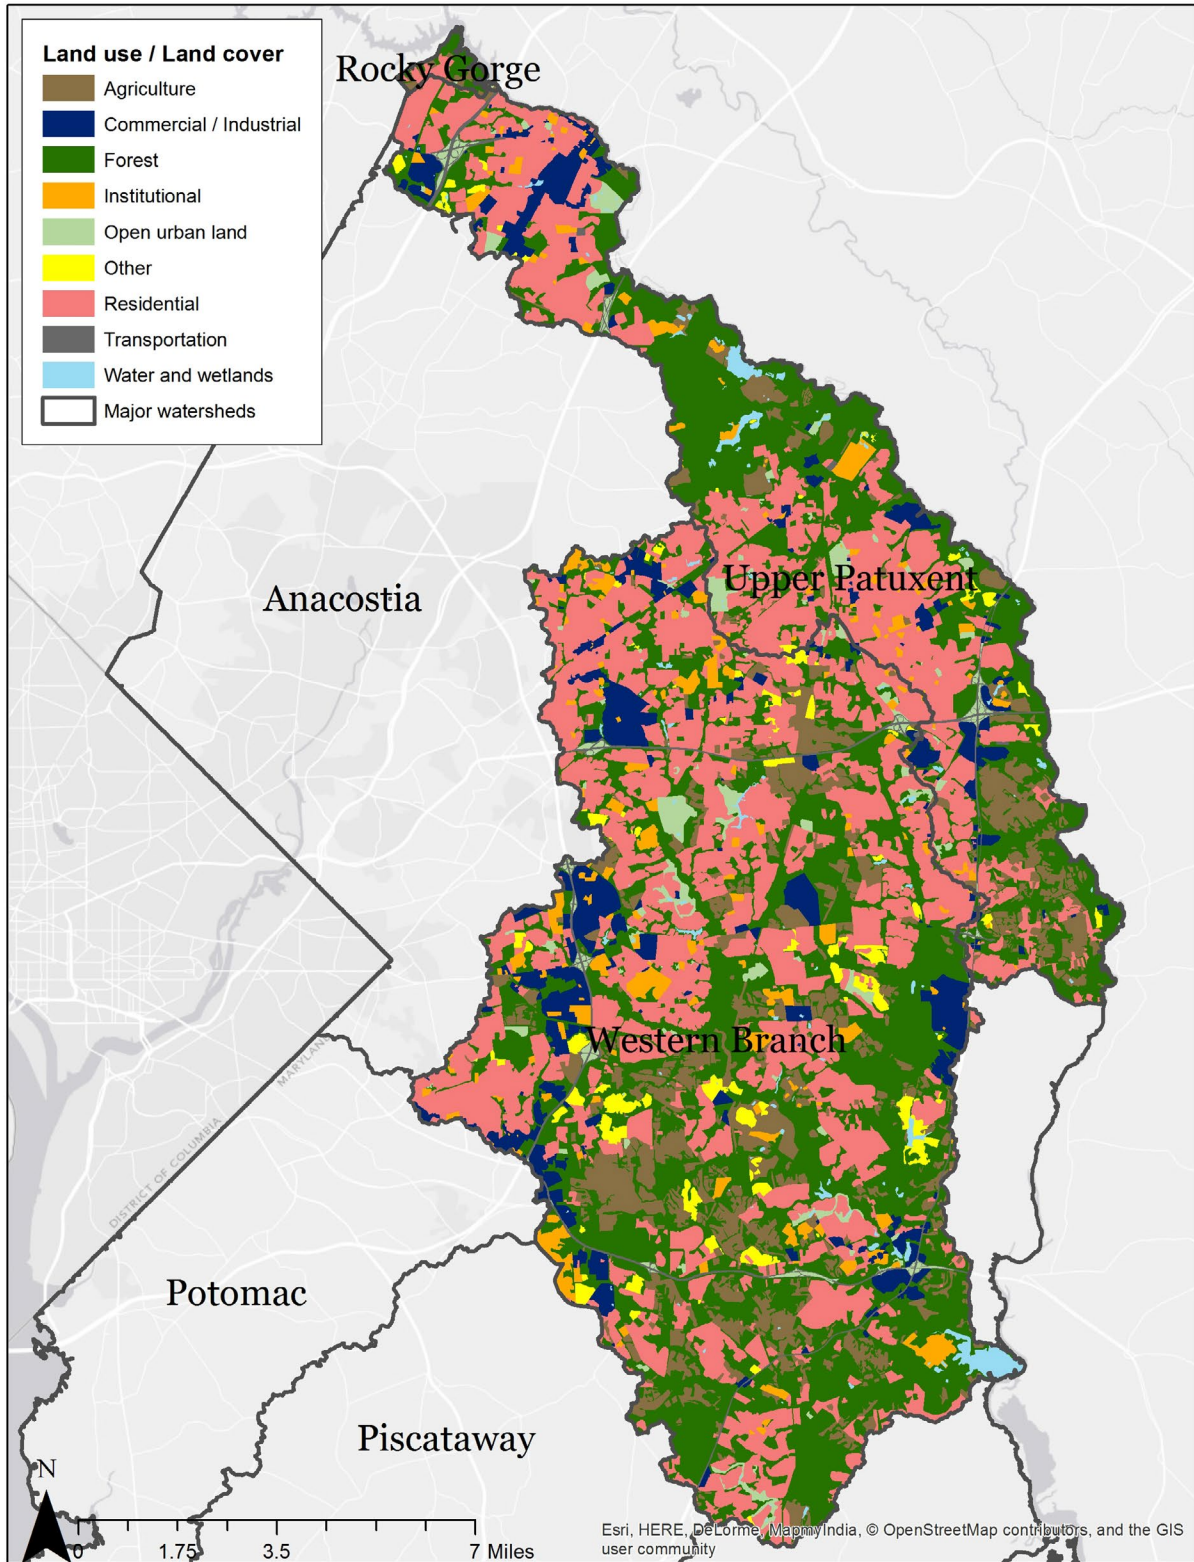 Land use / Land cover
Agriculture
Commercial / Industrial
Forest
Institutional
Open urban land
Other
Residential
Transportation
Water and wetlands
Major watersheds
Rocky Gorge
Upper Patuxent
Anacostia
Western Branch
MARYLAND
DISTRICT OF COLUMBIA
Potomac
Piscataway
N
0 1.75 3.5 7 Miles
Esri, HERE, DeLorme, MapmyIndia, © OpenStreetMap contributors, and the GIS
user community